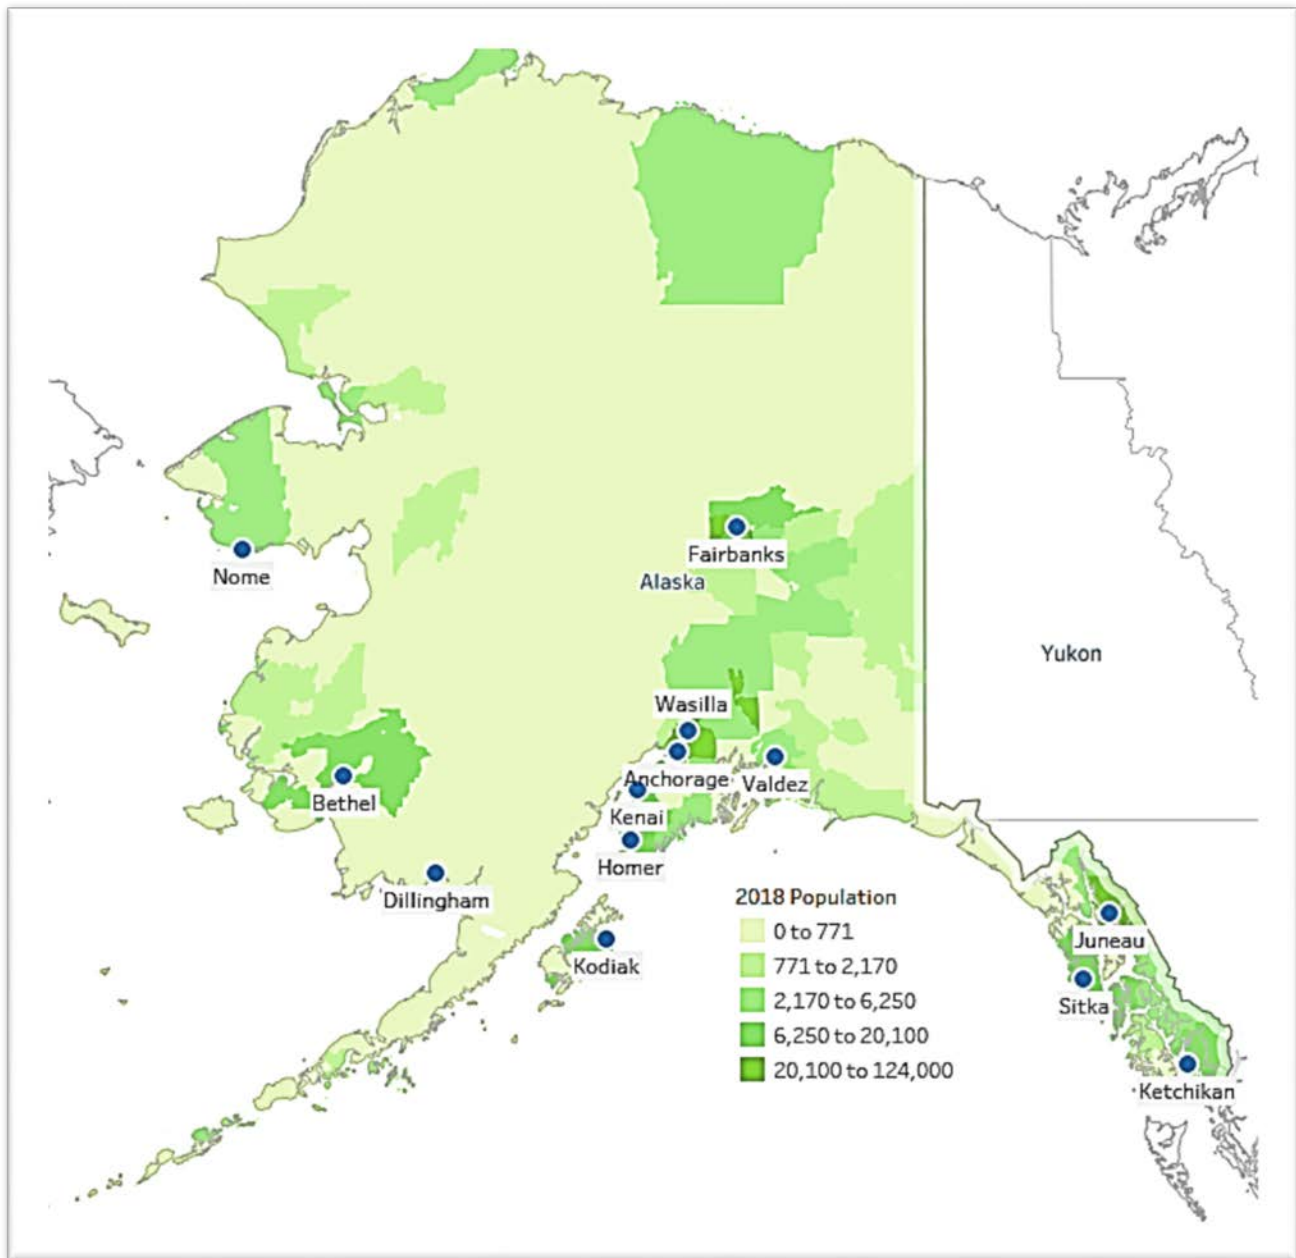 Fairbanks
Nome
Alaska
Yukon
Wasilla
Anchorage
Valdez
Bethel
Kenai
Homer
Dillingham
2018 Population
0 to 771
771 to 2,170
2,170 to 6,250
6,250 to 20,100
20,100 to 124,000
Juneau
Kodiak
Sitka
Ketchikan